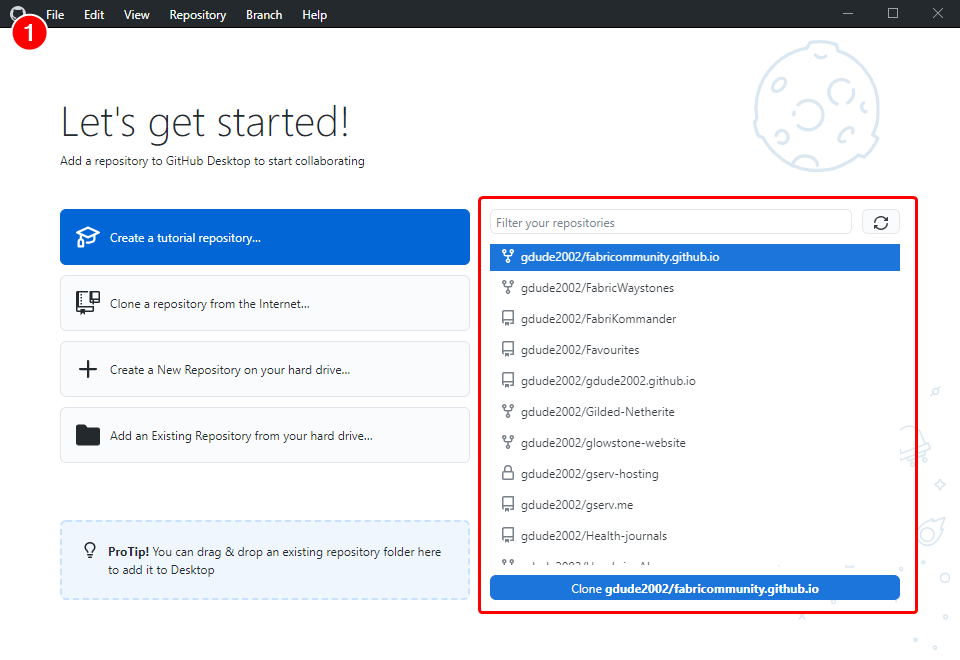 File Edit View Repository Branch Help
1
Let's get started!
Add a repository to GitHub Desktop to start collaborating
Create a tutorial repository...
Clone a repository from the Internet...
Create a New Repository on your hard drive...
Add an Existing Repository from your hard drive...
ProTip! You can drag & drop an existing repository folder here
to add it to Desktop
Filter your repositories
gdude2002/fabricommunity.github.io
gdude2002/FabricWaystones
gdude2002/FabriKommander
gdude2002/Favourites
gdude2002/gdude2002.github.io
gdude2002/Gilded-Netherite
gdude2002/glowstone-website
gdude2002/gserv-hosting
gdude2002/gserv.me
gdude2002/Health-journals
Clone gdude2002/fabricommunity.github.io